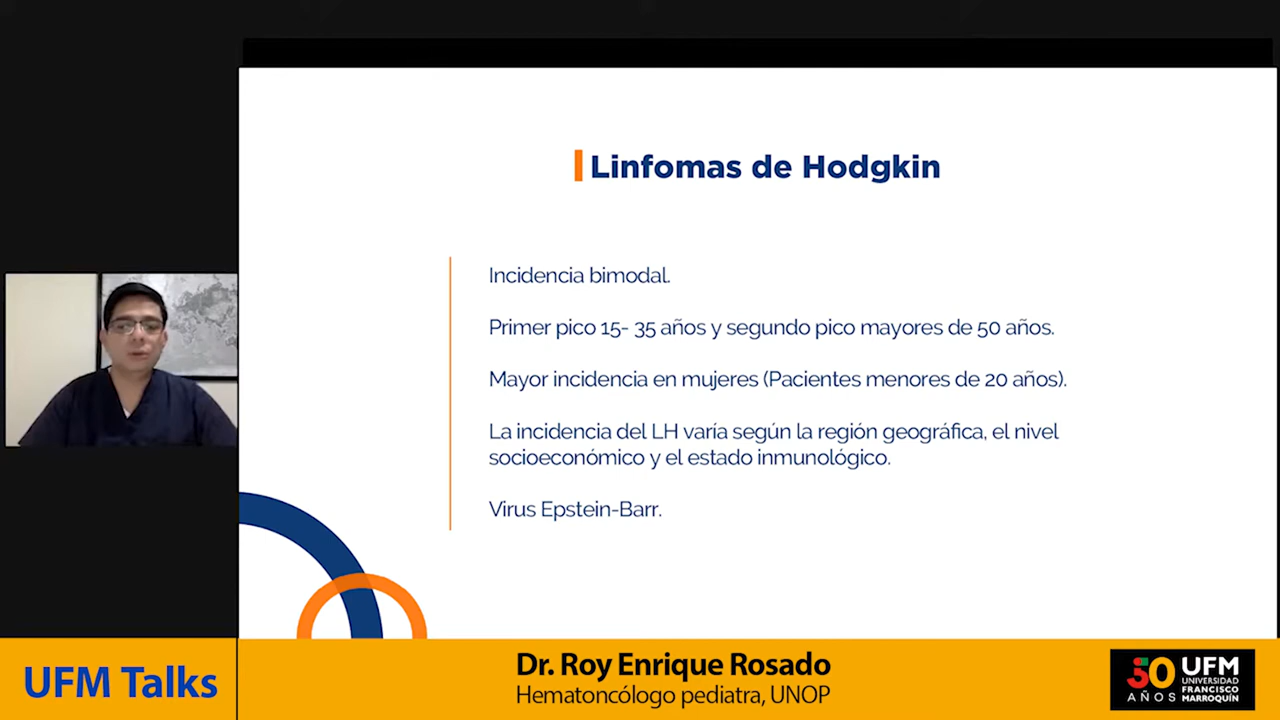 Linfomas de Hodgkin
Incidencia bimodal.
Primer pico 15- 35 años y segundo pico mayores de 50 años.
Mayor incidencia en mujeres (Pacientes menores de 20 años).
La incidencia del LH varía según la región geográfica, el nivel
socioeconómico y el estado inmunológico.
Virus Epstein-Barr.
UFM Talks
Dr. Roy Enrique Rosado
Hematoncólogo pediatra, UNOP
50
AÑOS
UFM
UNIVERSIDAD
FRANCISCO
MARROQUÍN